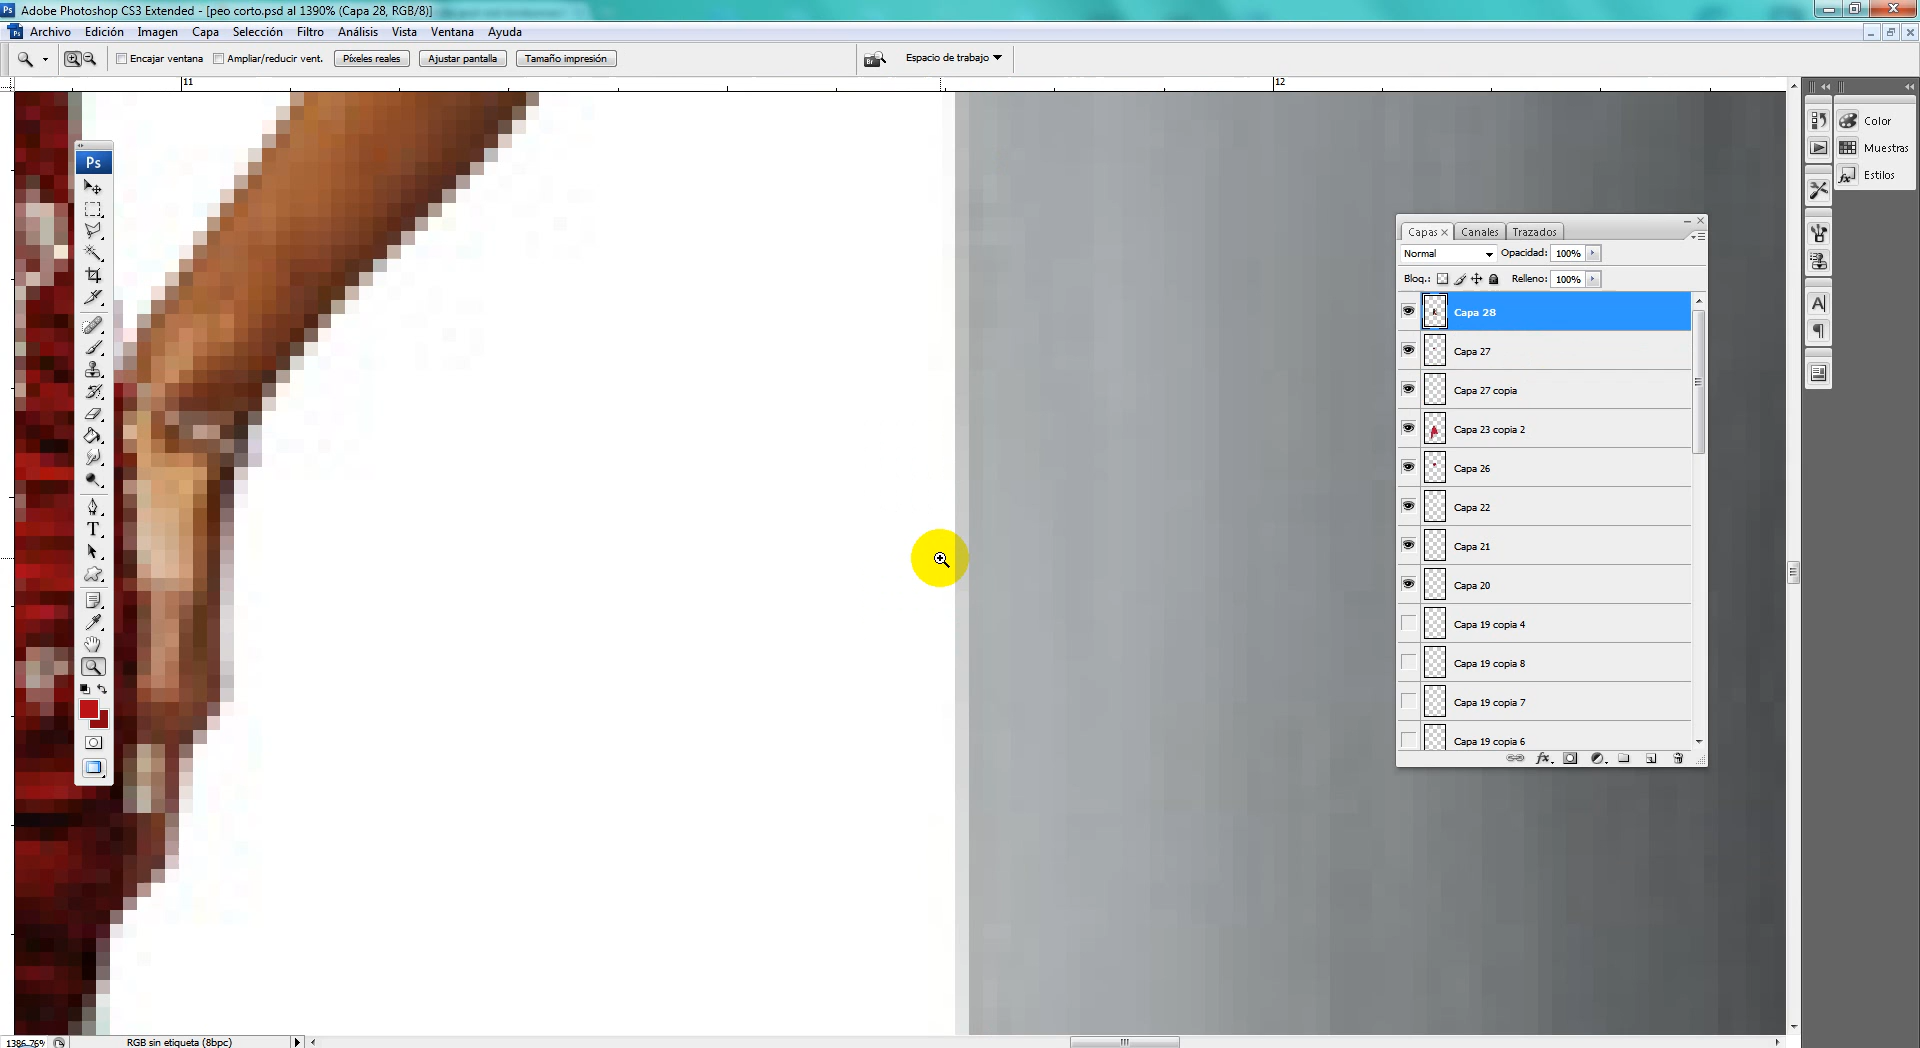 Adobe Photoshop CS3 Extended - [peo corto.psd al 1390% (Capa 28, RGB/8)]
Archivo Edición Imagen Capa Selección Filtro Análisis Vista Ventana Ayuda
Encajar ventana Ampliar/reducir vent. Píxeles reales Ajustar pantalla Tamaño impresión Espacio de trabajo
11 12
Ps
Color
Muestras
Estilos
Capas Canales Trazados
Normal Opacidad: 100%
Bloq.: Relleno: 100%
Capa 28
Capa 27
Capa 27 copia
Capa 23 copia 2
Capa 26
Capa 22
Capa 21
Capa 20
Capa 19 copia 4
Capa 19 copia 8
Capa 19 copia 7
Capa 19 copia 6
1386,76% RGB sin etiqueta (8bpc)